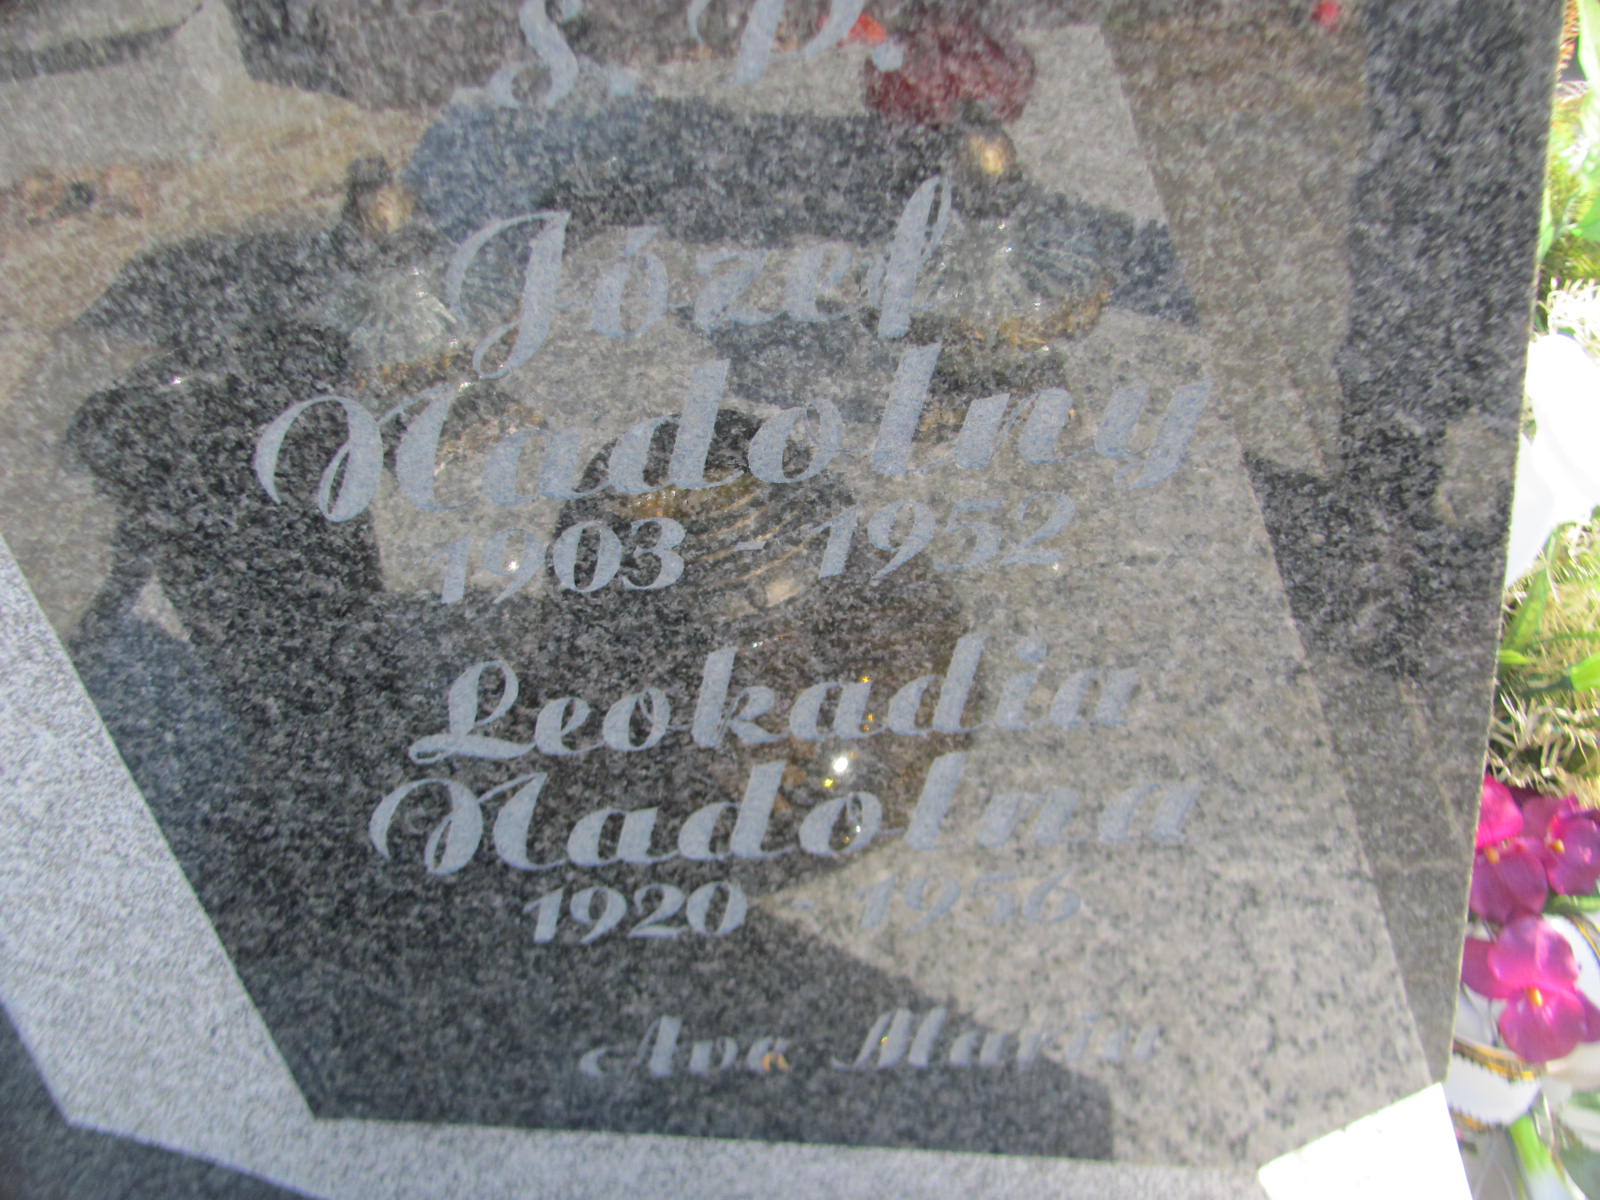 Ś. P.
Józef
Nadolny
1903 - 1952
Leokadia
Nadolna
1920 - 1956
Ave Maria